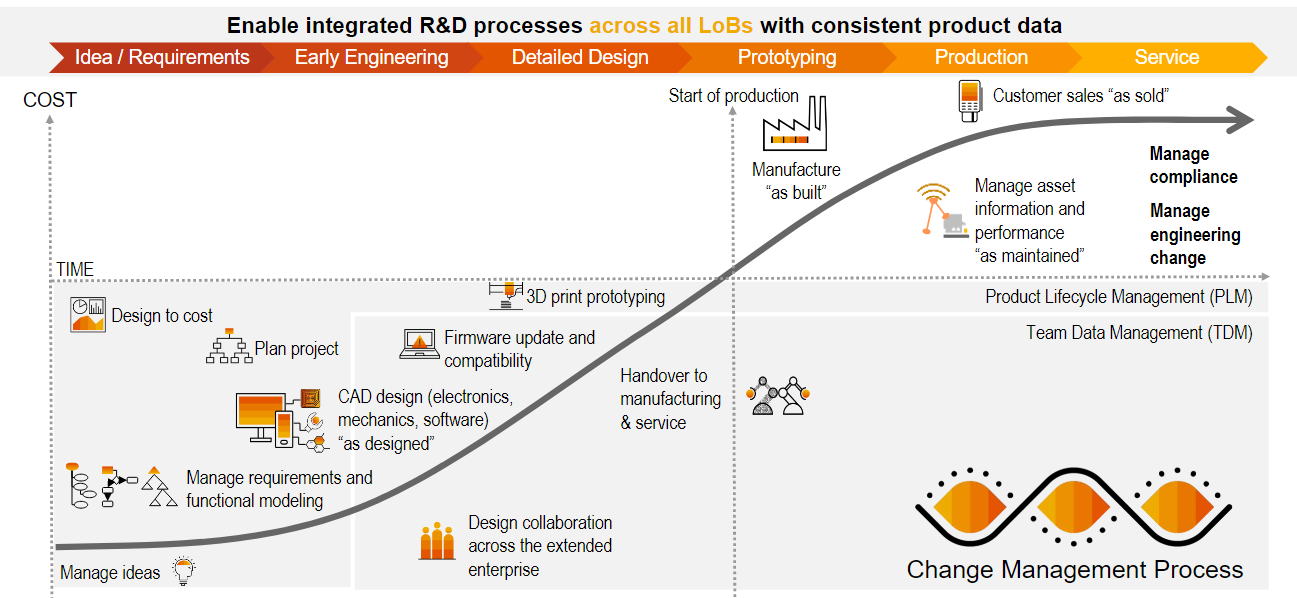 Enable integrated R&D processes across all LoBs with consistent product data
Idea / Requirements
Early Engineering
Detailed Design
Prototyping
Production
Service
COST
Start of production
Customer sales “as sold”
Manufacture
“as built”
Manage
compliance
Manage asset
information and
performance
“as maintained”
Manage
engineering
change
TIME
Product Lifecycle Management (PLM)
3D print prototyping
Design to cost
Team Data Management (TDM)
Plan project
Firmware update and
compatibility
CAD design (electronics,
mechanics, software)
“as designed”
Handover to
manufacturing
& service
Manage requirements and
functional modeling
Design collaboration
across the extended
enterprise
Manage ideas
Change Management Process